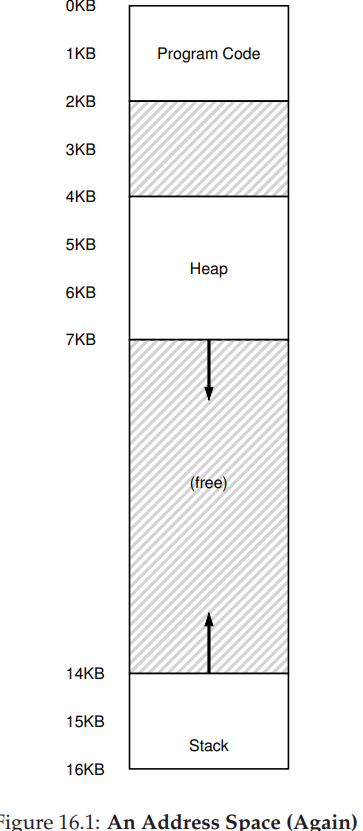 0KB
1KB
Program Code
2KB
3KB
4KB
5KB
Heap
6KB
7KB
(free)
14KB
15KB
Stack
16KB
Figure 16.1: An Address Space (Again)